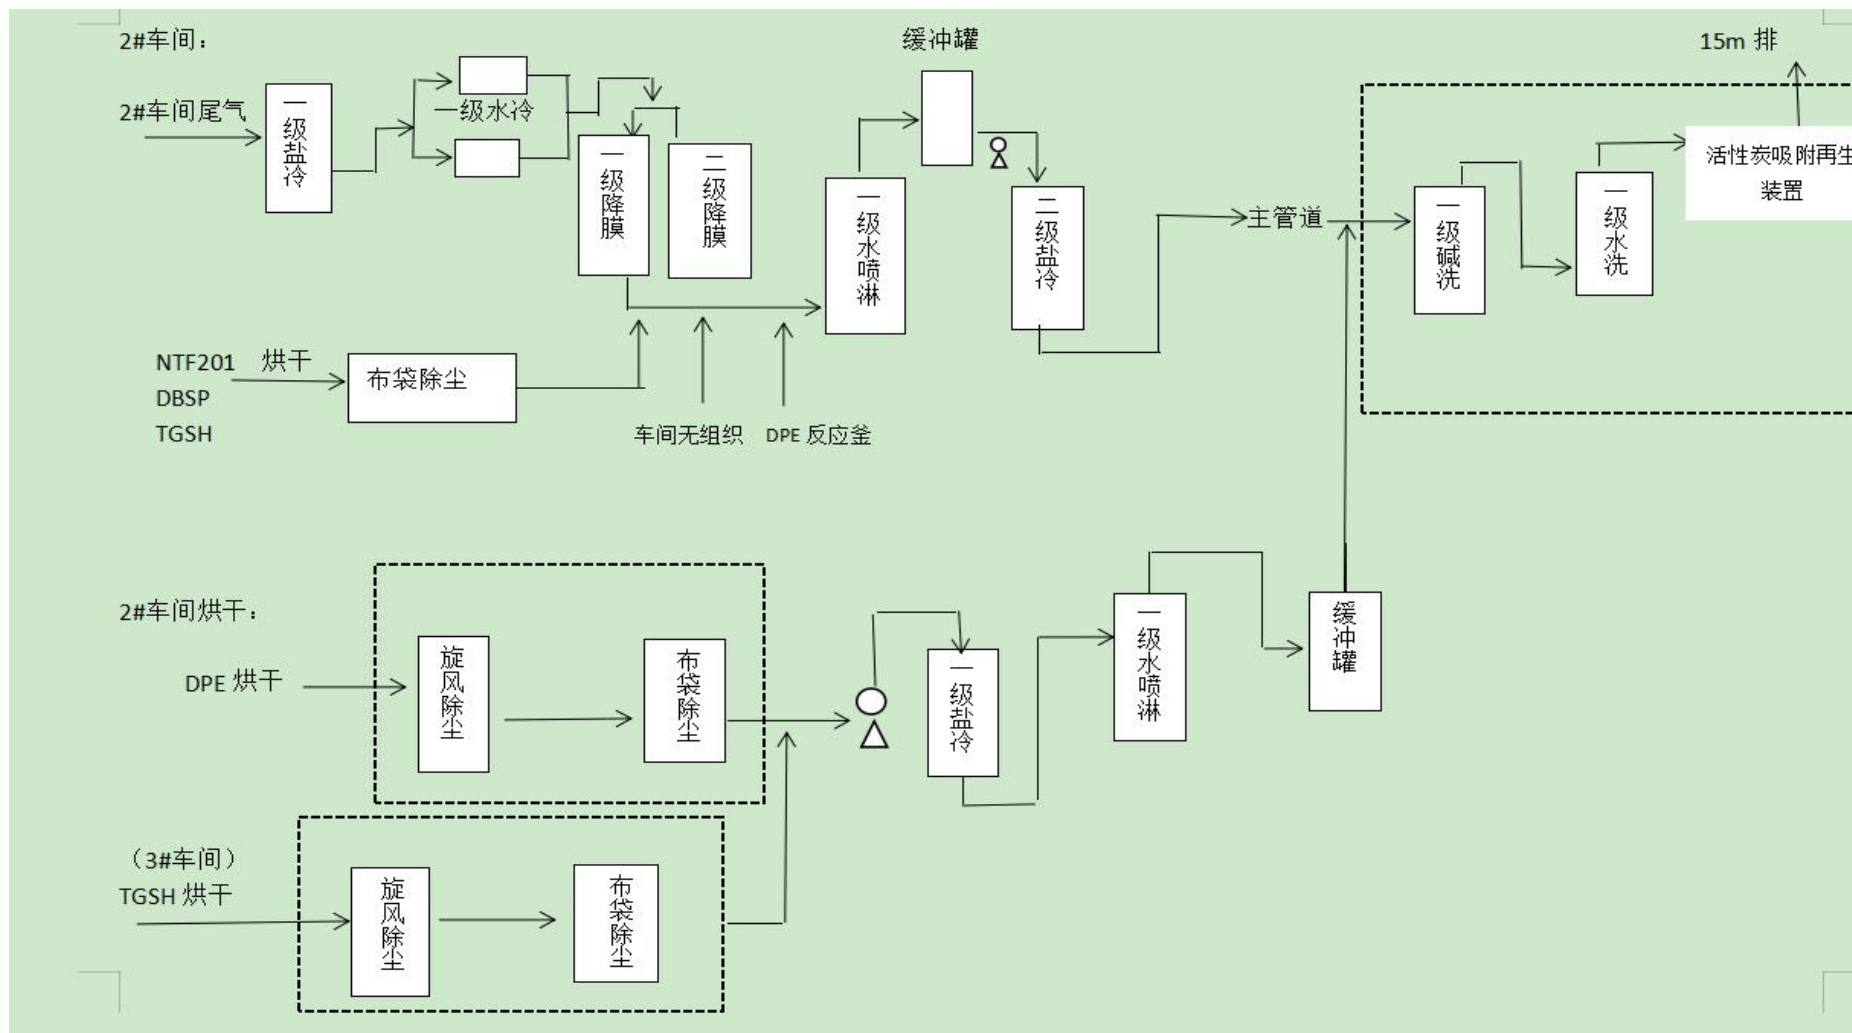 2#车间：
缓冲罐
15m 排
2#车间尾气
一级盐冷
一级水冷
一级降膜
二级降膜
一级水喷淋
二级盐冷
主管道
一级碱洗
一级水洗
活性炭吸附再生
装置
NTF201 烘干
DBSP
TGSH
布袋除尘
车间无组织
DPE 反应釜
2#车间烘干：
DPE 烘干
旋风除尘
布袋除尘
一级盐冷
一级水喷淋
缓冲罐
（3#车间）
TGSH 烘干
旋风除尘
布袋除尘